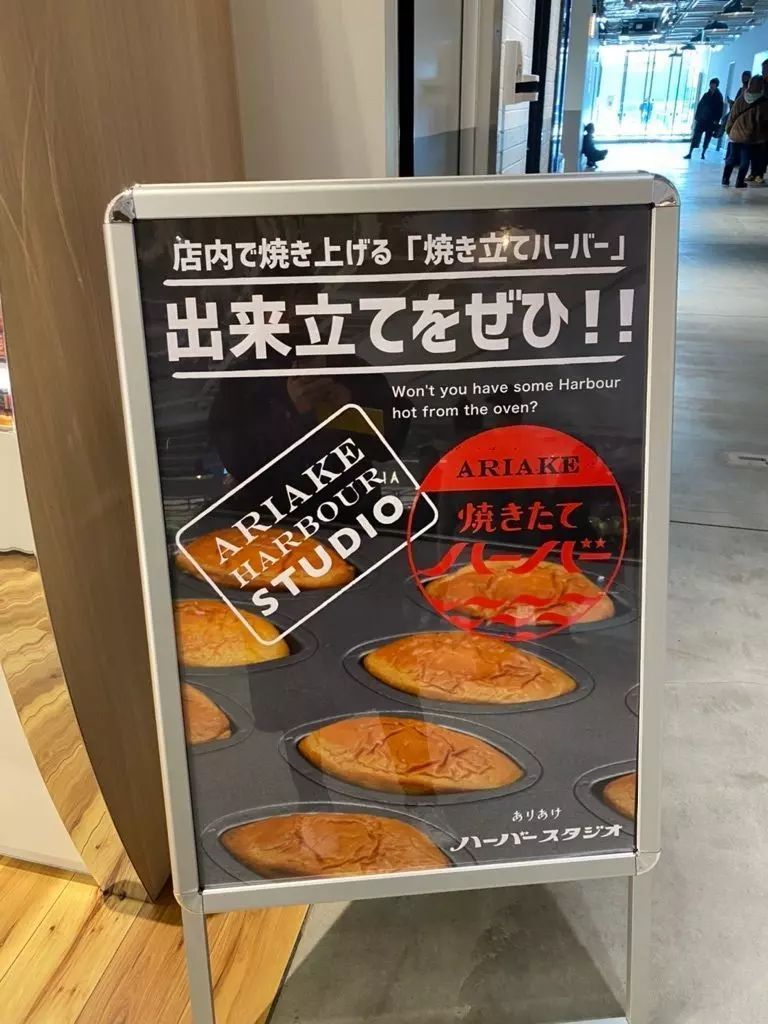 店内で焼き上げる「焼き立てハーバー」
出来立てをぜひ!!
Won't you have some Harbour
hot from the oven?
ARIAKE
HARBOUR
STUDIO
ARIAKE
焼きたて
ハーバー
ありあけ
ハーバースタジオ